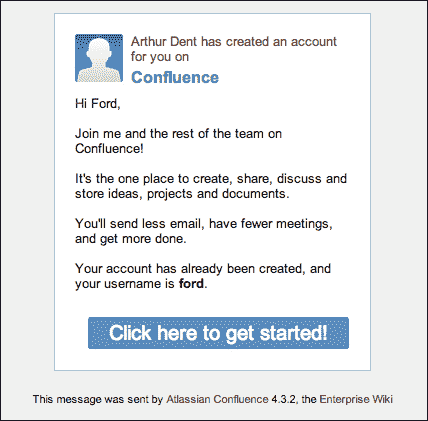 Arthur Dent has created an account
for you on
Confluence
Hi Ford,
Join me and the rest of the team on
Confluence!
It's the one place to create, share, discuss and
store ideas, projects and documents.
You'll send less email, have fewer meetings,
and get more done.
Your account has already been created, and
your username is ford.
Click here to get started!
This message was sent by Atlassian Confluence 4.3.2, the Enterprise Wiki